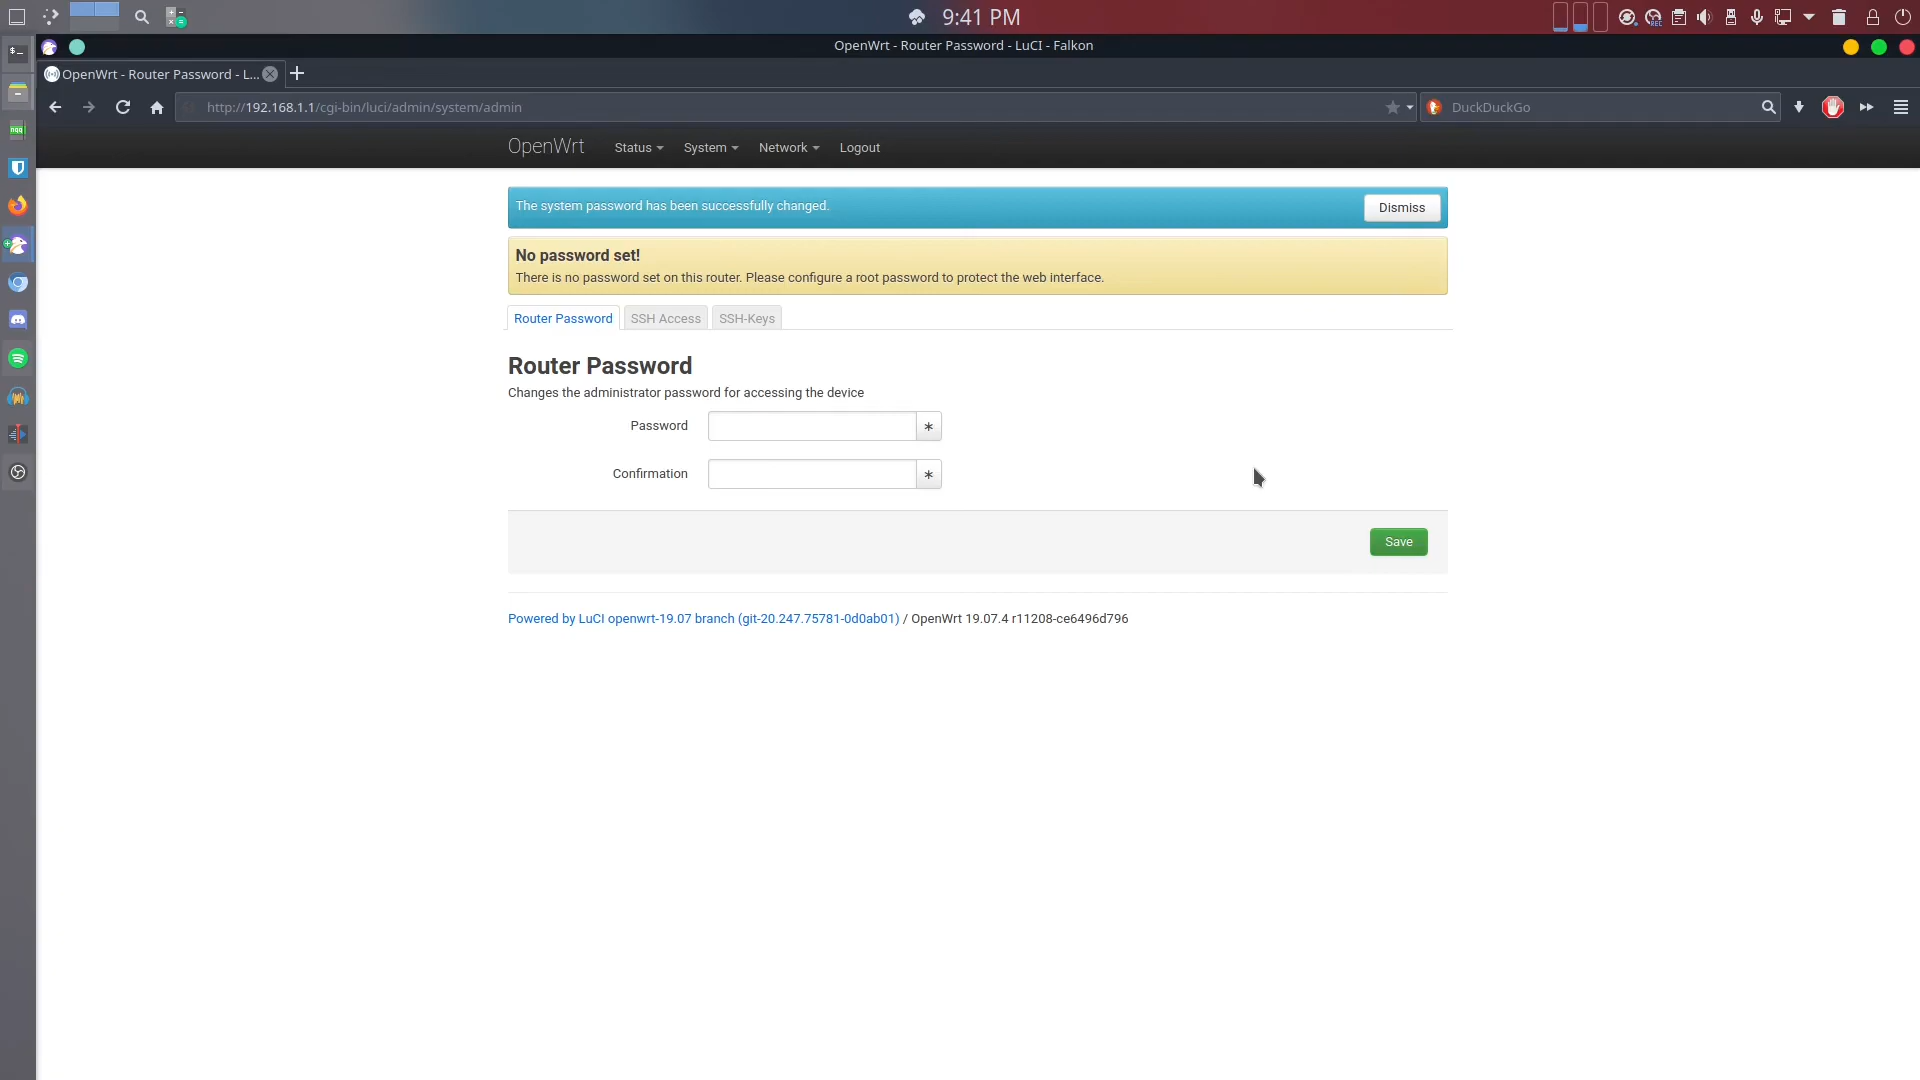 9:41 PM
OpenWrt - Router Password - LuCI - Falkon
OpenWrt - Router Password - L...
http://192.168.1.1/cgi-bin/luci/admin/system/admin
DuckDuckGo
OpenWrt Status System Network Logout
The system password has been successfully changed.
Dismiss
No password set!
There is no password set on this router. Please configure a root password to protect the web interface.
Router Password SSH Access SSH-Keys
Router Password
Changes the administrator password for accessing the device
Password
Confirmation
Save
Powered by LuCI openwrt-19.07 branch (git-20.247.75781-0d0ab01) / OpenWrt 19.07.4 r11208-ce6496d796